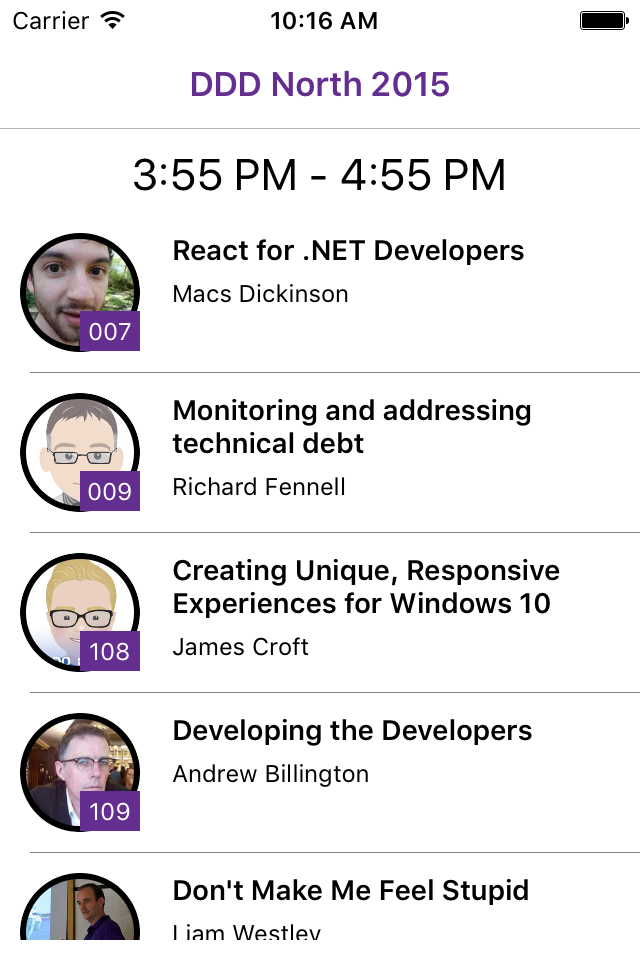 Carrier 10:16 AM
DDD North 2015
3:55 PM - 4:55 PM
React for .NET Developers
Macs Dickinson
007
Monitoring and addressing
technical debt
Richard Fennell
009
Creating Unique, Responsive
Experiences for Windows 10
James Croft
108
Developing the Developers
Andrew Billington
109
Don't Make Me Feel Stupid
Liam Westley